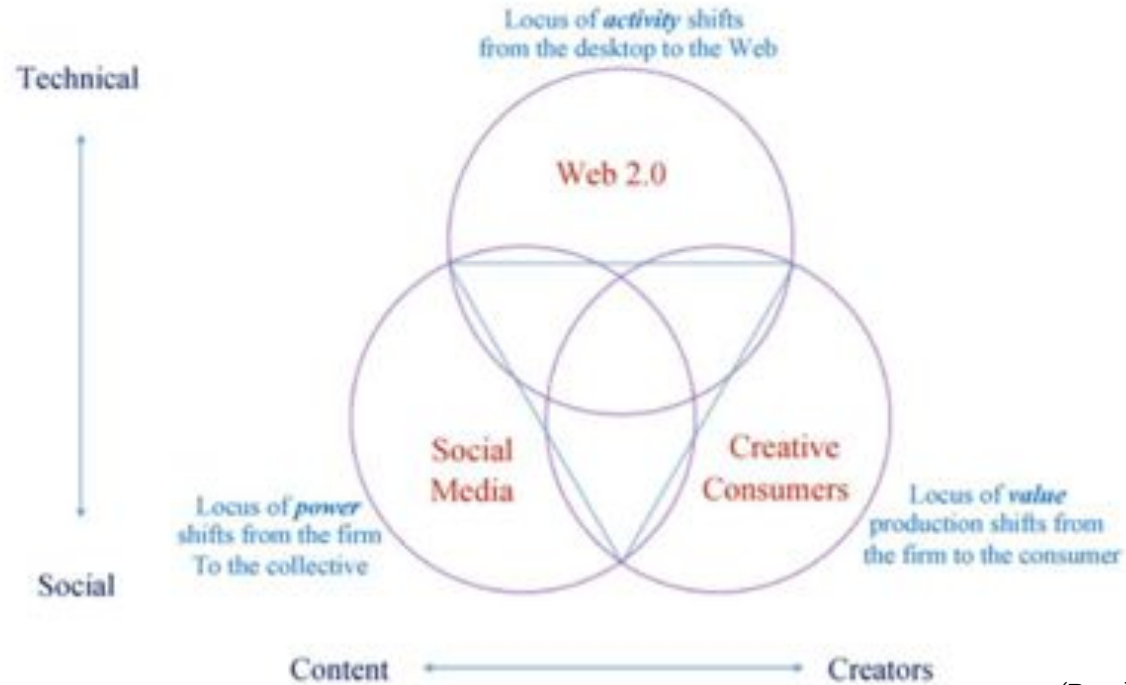 Locus of activity shifts
from the desktop to the Web
Technical
Web 2.0
Social
Media
Creative
Consumers
Locus of power
shifts from the firm
To the collective
Locus of value
production shifts from
the firm to the consumer
Social
Content
Creators